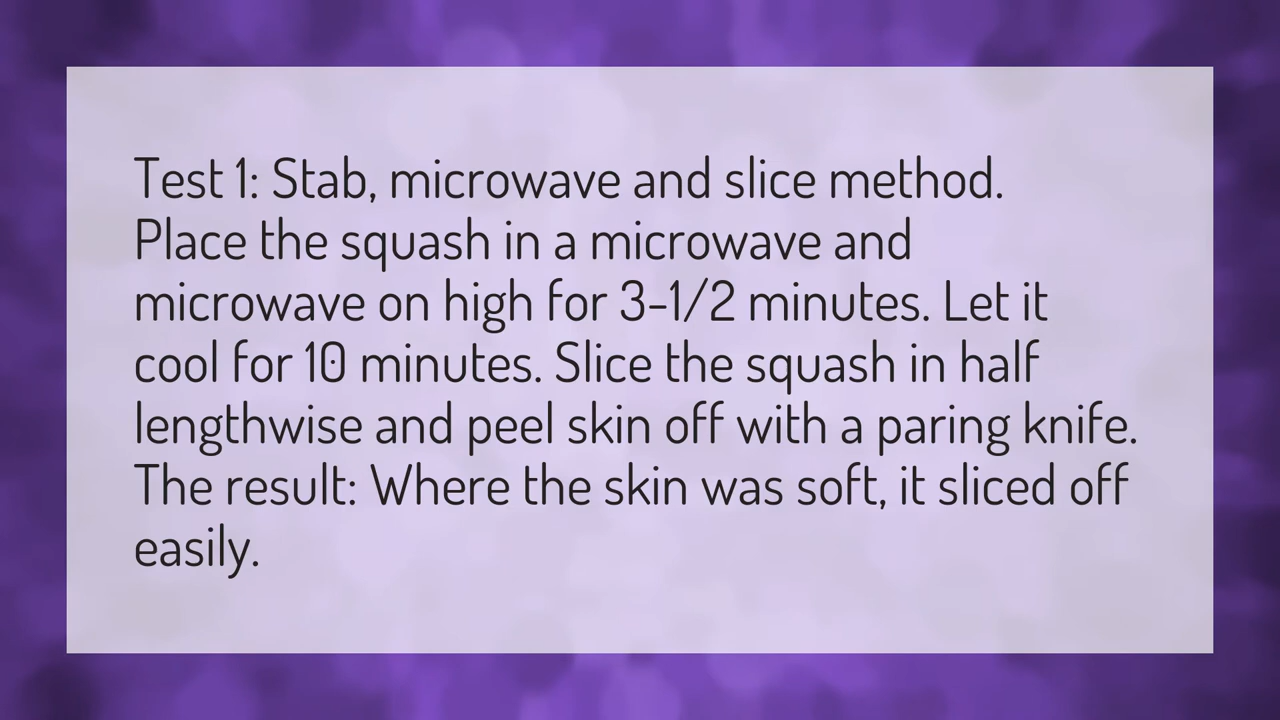 Test 1: Stab, microwave and slice method.
Place the squash in a microwave and
microwave on high for 3-1/2 minutes. Let it
cool for 10 minutes. Slice the squash in half
lengthwise and peel skin off with a paring knife.
The result: Where the skin was soft, it sliced off
easily.